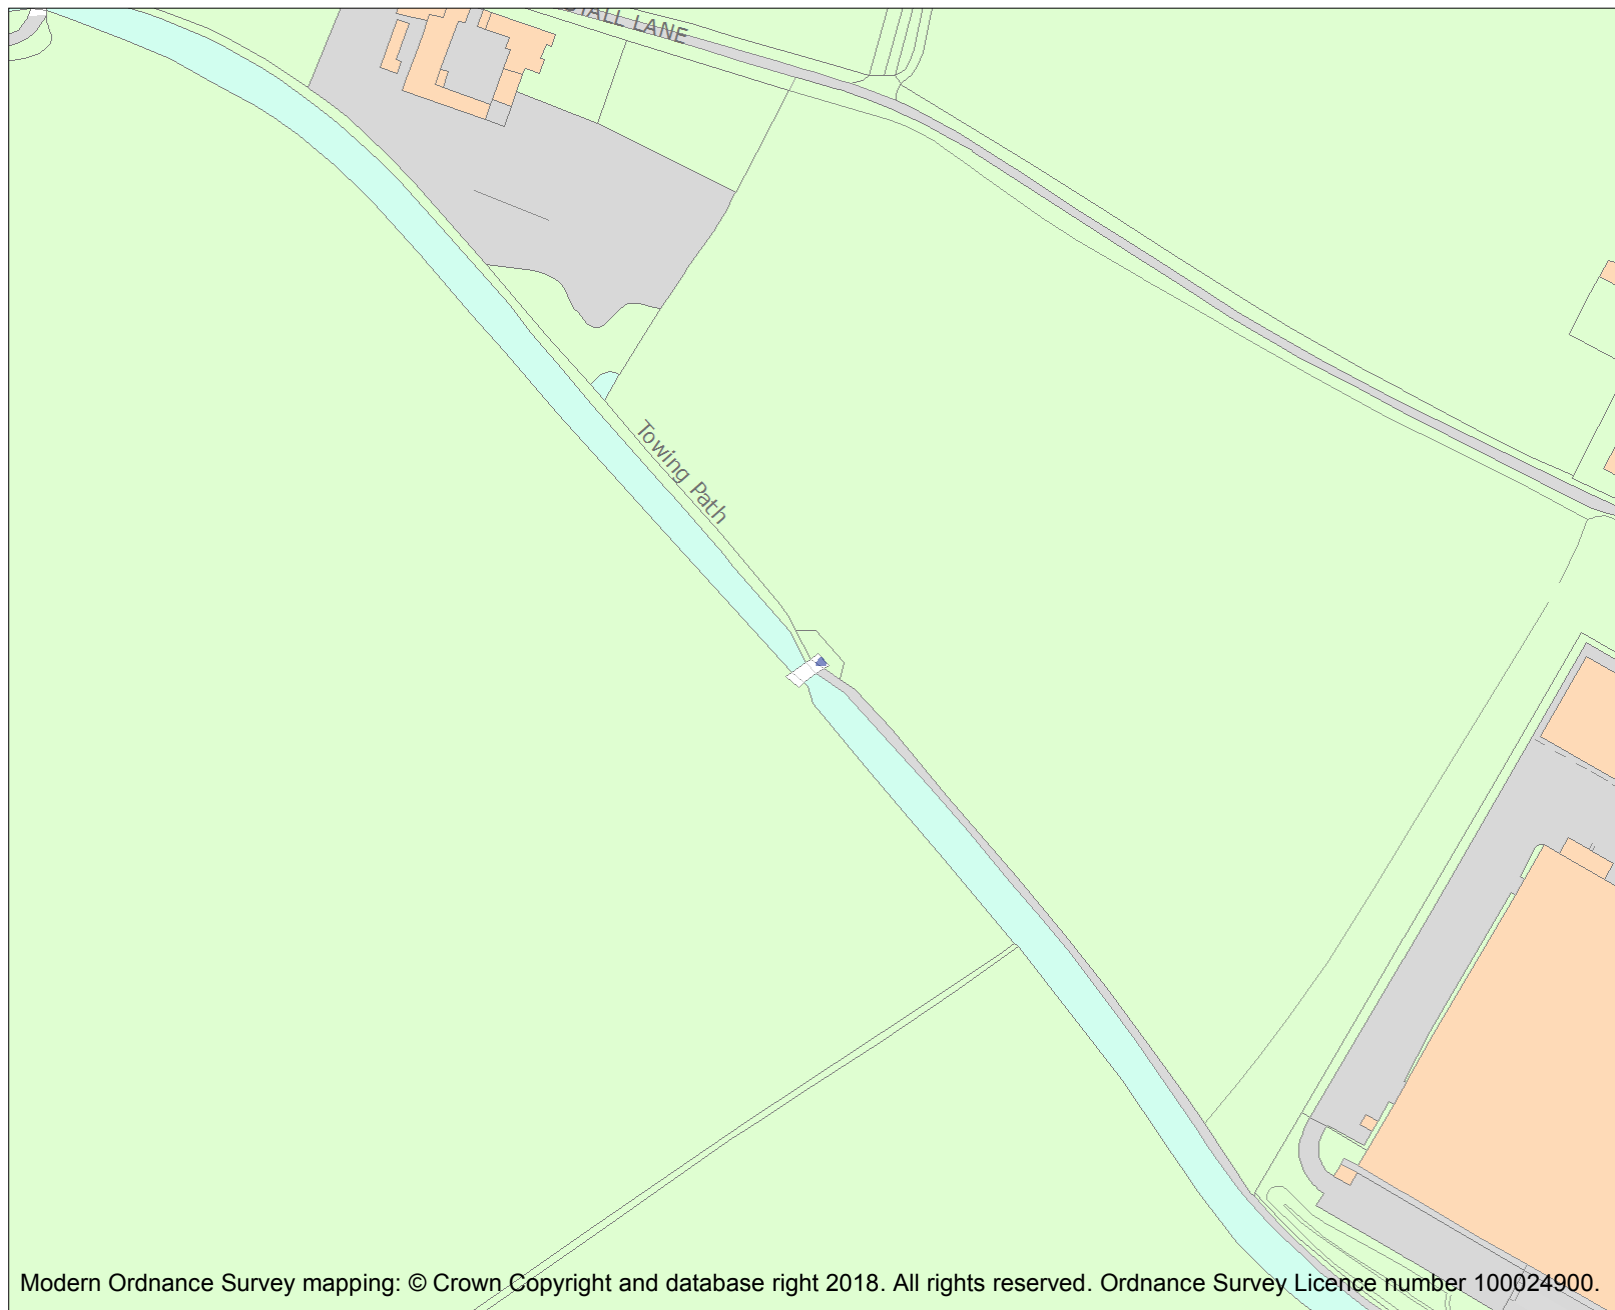 LANE
Towing Path
Modern Ordnance Survey mapping: © Crown Copyright and database right 2018. All rights reserved. Ordnance Survey Licence number 100024900.